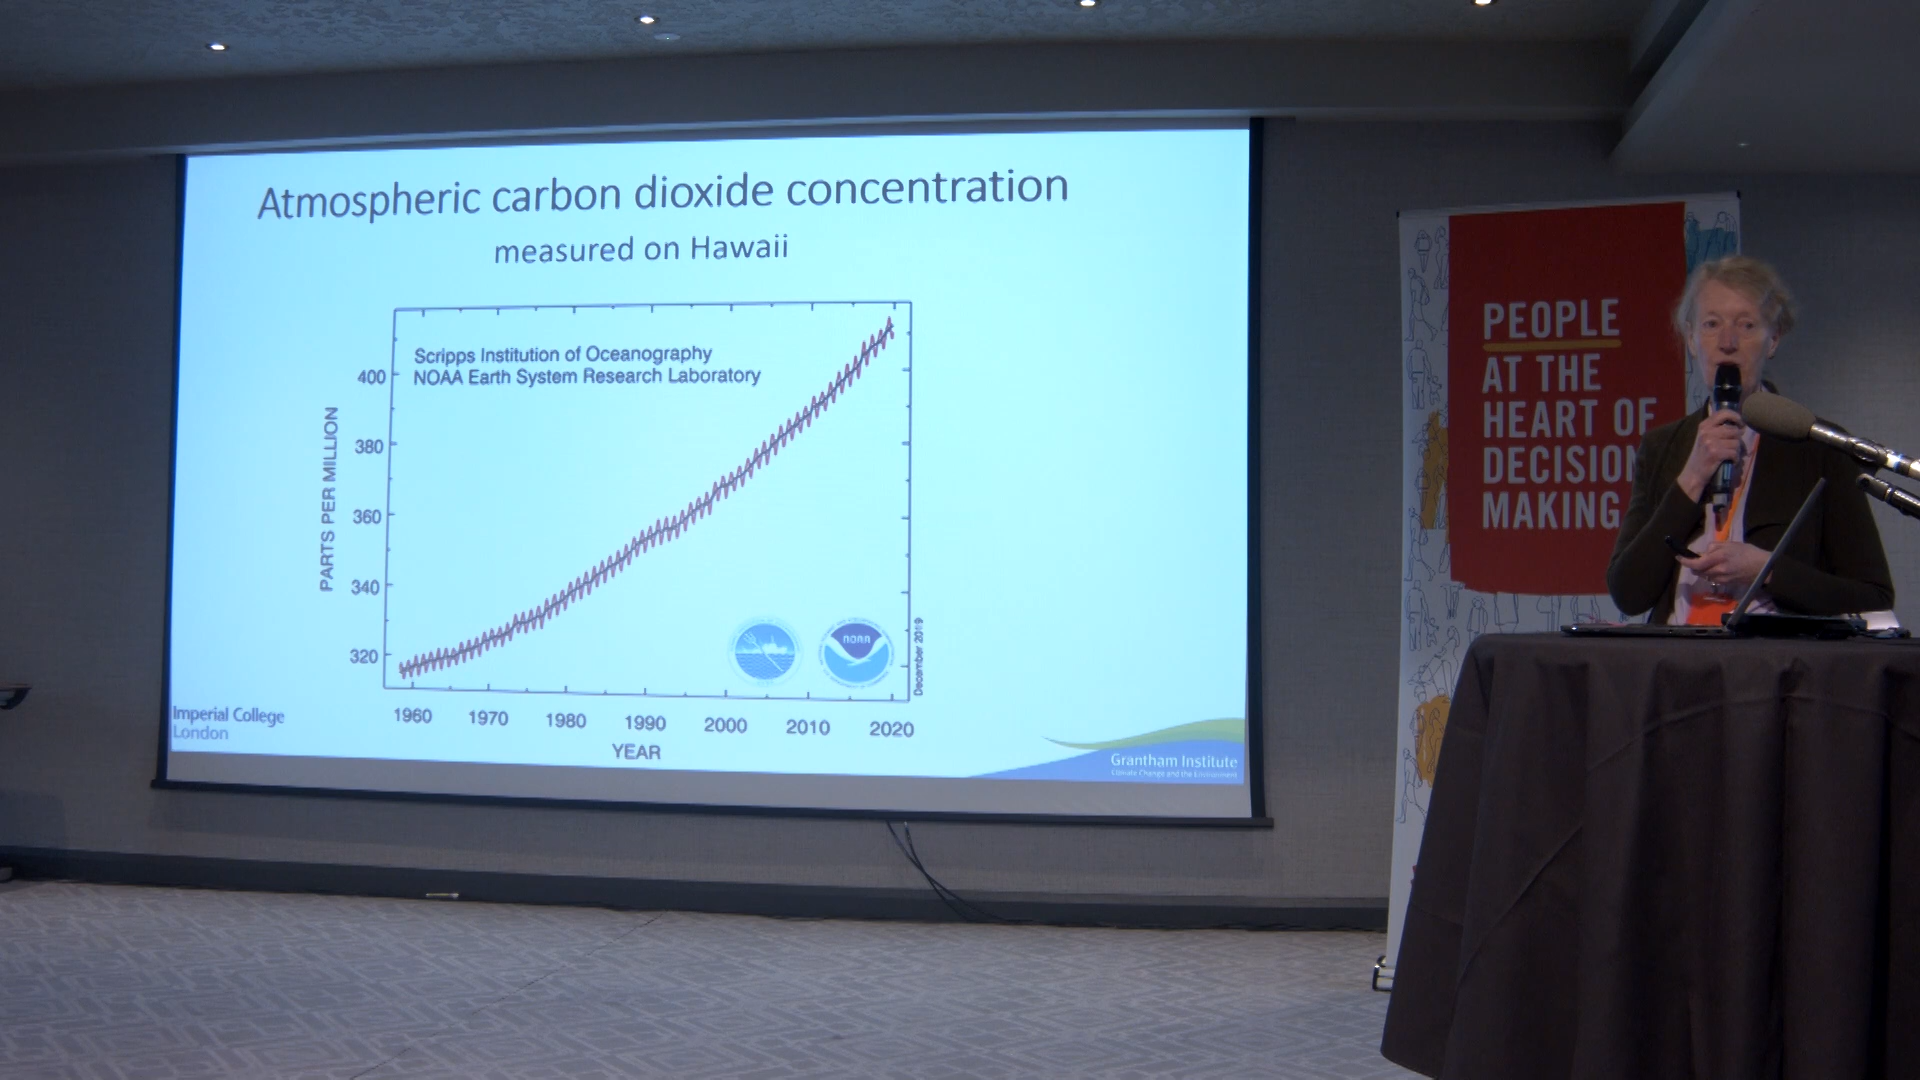 Atmospheric carbon dioxide concentration
measured on Hawaii
Scripps Institution of Oceanography
NOAA Earth System Research Laboratory
PARTS PER MILLION
400
380
360
340
320
1960 1970 1980 1990 2000 2010 2020
YEAR
December 2019
NOAA
Imperial College
London
Grantham Institute
Climate Change and the Environment
PEOPLE
AT THE
HEART OF
DECISION
MAKING